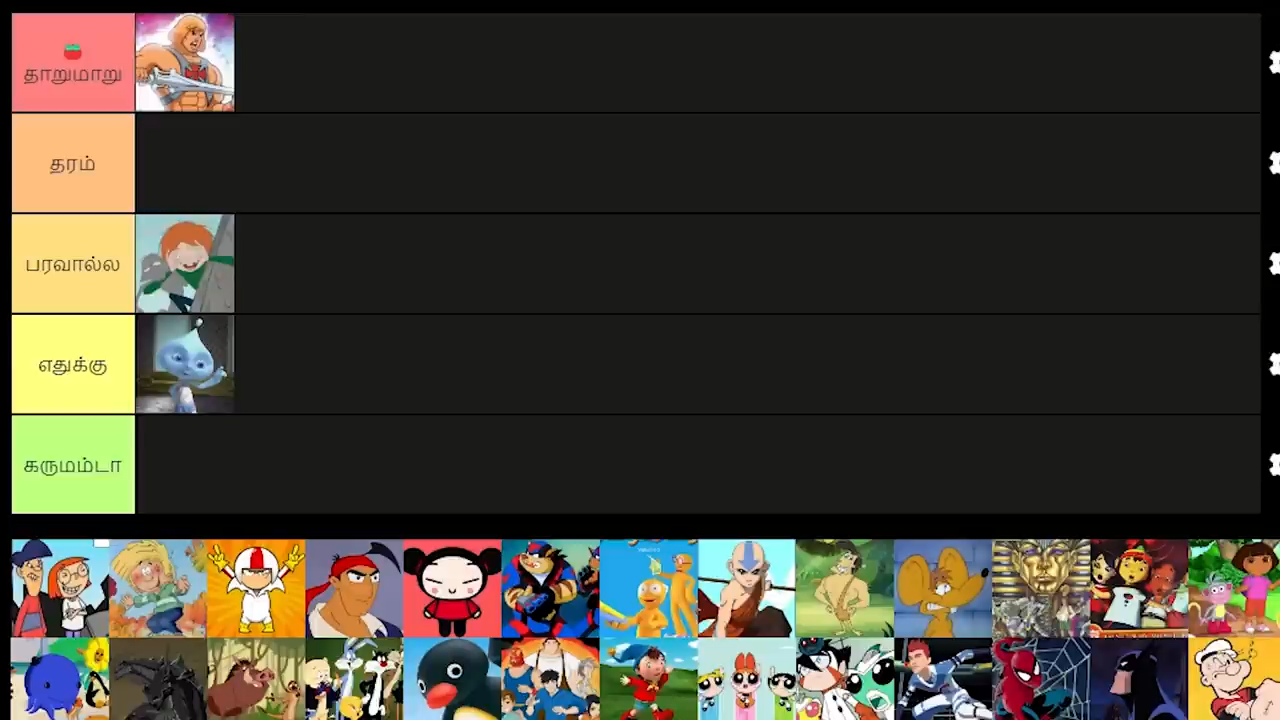 தாறுமாறு
தரம்
பரவால்ல
எதுக்கு
கருமம்டா